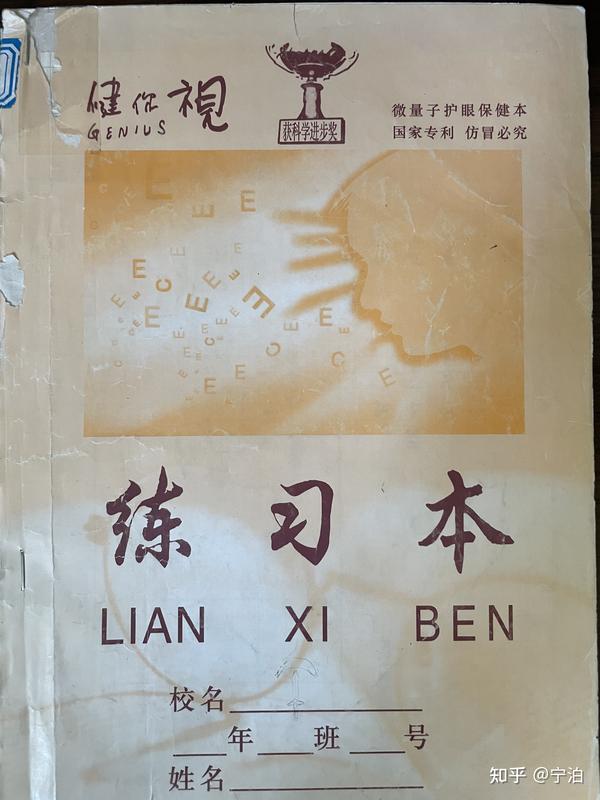 健你視
GENIUS
获科学进步奖
微量子护眼保健本
国家专利 仿冒必究
练习本
LIAN XI BEN
校名
年 班 号
姓名
知乎 @宁泊